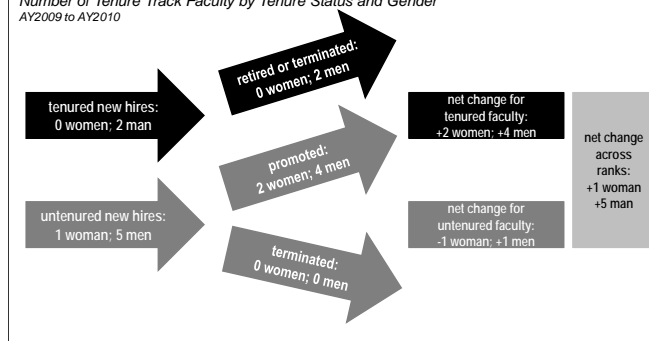 Number of Tenure Track Faculty by Tenure Status and Gender
AY2009 to AY2010
retired or terminated:
0 women; 2 men
tenured new hires:
0 women; 2 man
net change for
tenured faculty:
+2 women; +4 men
promoted:
2 women; 4 men
net change
across
ranks:
+1 woman
+5 man
untenured new hires:
1 woman; 5 men
net change for
untenured faculty:
-1 woman; +1 men
terminated:
0 women; 0 men